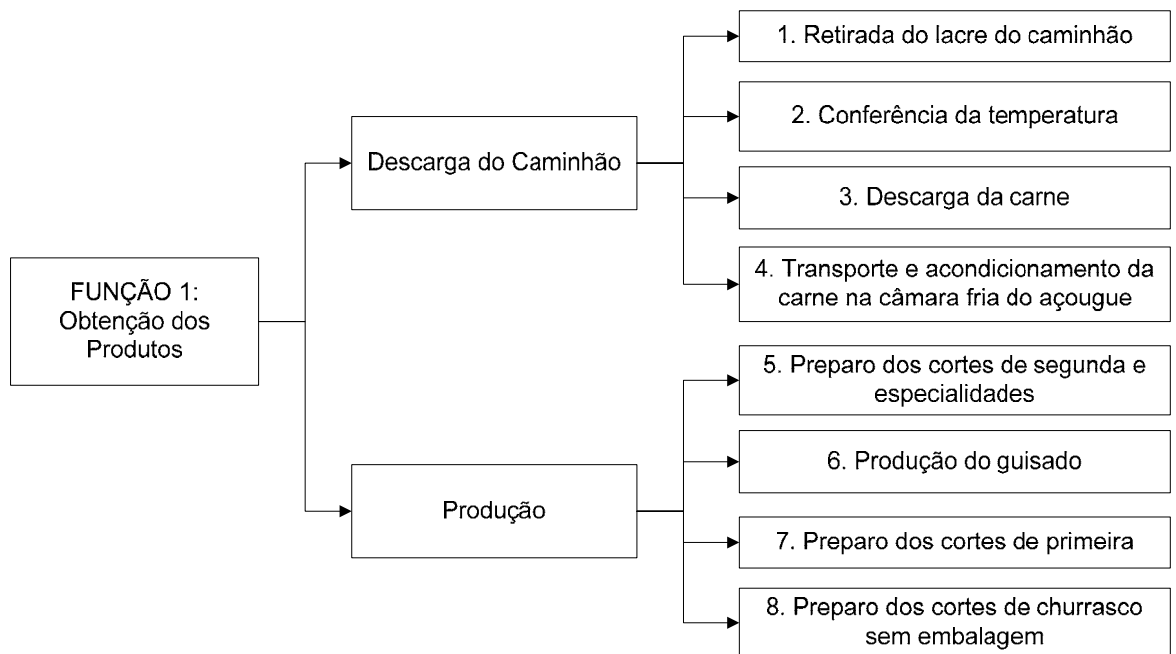 1. Retirada do lacre do caminhão
2. Conferência da temperatura
Descarga do Caminhão
3. Descarga da carne
4. Transporte e acondicionamento da
carne na câmara fria do açougue
FUNÇÃO 1:
Obtenção dos
Produtos
5. Preparo dos cortes de segunda e
especialidades
6. Produção do guisado
Produção
7. Preparo dos cortes de primeira
8. Preparo dos cortes de churrasco
sem embalagem